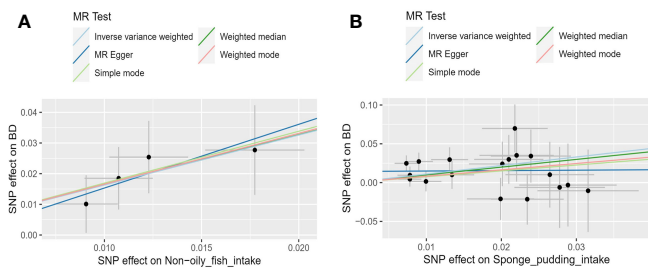 A
MR Test
Inverse variance weighted
Weighted median
MR Egger
Weighted mode
Simple mode
SNP effect on BD
0.04
0.03
0.02
0.01
0.00
0.010
0.015
0.020
SNP effect on Non-oily_fish_intake
B
MR Test
Inverse variance weighted
Weighted median
MR Egger
Weighted mode
Simple mode
SNP effect on BD
0.10
0.05
0.00
−0.05
0.01
0.02
0.03
SNP effect on Sponge_pudding_intake